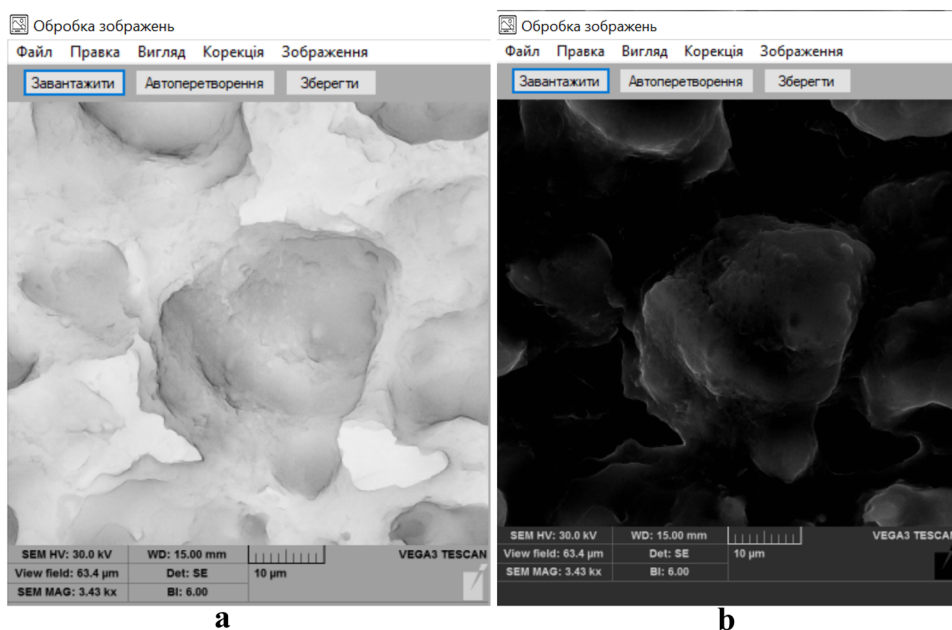 Обробка зображень
Файл Правка Вигляд Корекція Зображення
Завантажити Автоперетворення Зберегти
SEM HV: 30.0 kV WD: 15.00 mm VEGA3 TESCAN
View field: 63.4 µm Det: SE 10 µm
SEM MAG: 3.43 kx BI: 6.00
a
Обробка зображень
Файл Правка Вигляд Корекція Зображення
Завантажити Автоперетворення Зберегти
SEM HV: 30.0 kV WD: 15.00 mm VEGA3 TESCAN
View field: 63.4 µm Det: SE 10 µm
SEM MAG: 3.43 kx BI: 6.00
b